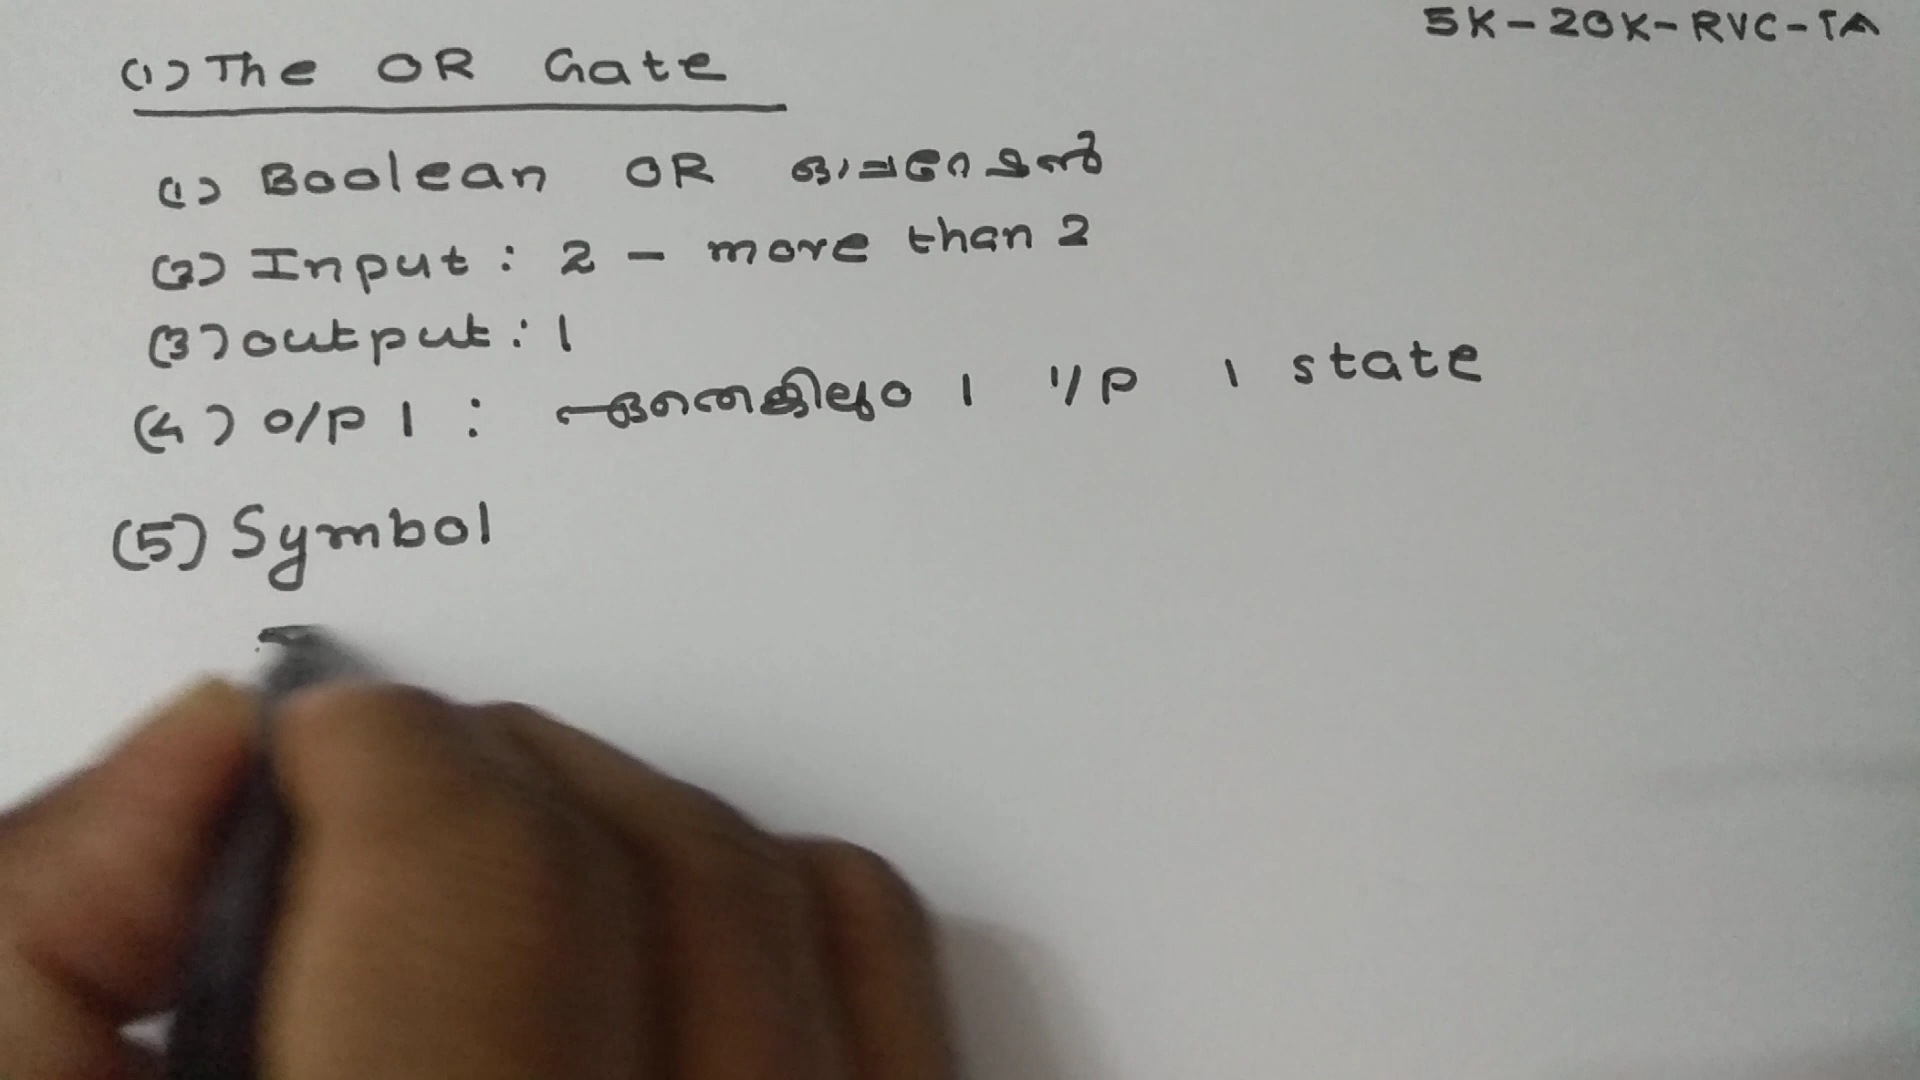 5K-20K-RVC-TA
(1) The OR Gate
(1) Boolean OR ഓപ്പറേഷൻ
(2) Input : 2 - more than 2
(3) output : 1
(4) O/P 1 : ഏതെങ്കിലും 1 I/P 1 state
(5) Symbol